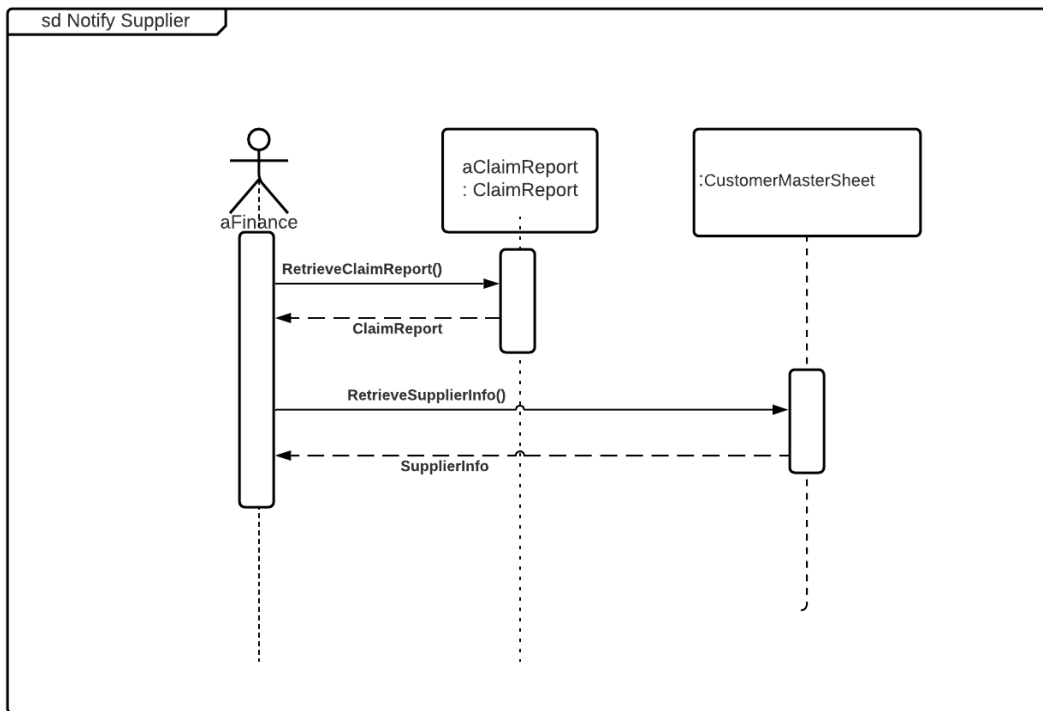 sd Notify Supplier
aClaimReport
: ClaimReport
:CustomerMasterSheet
aFinance
RetrieveClaimReport()
ClaimReport
RetrieveSupplierInfo()
SupplierInfo